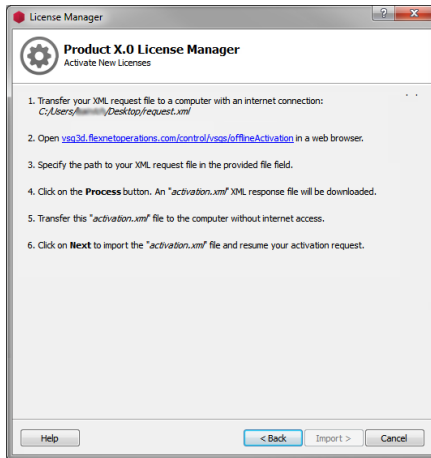 License Manager
Product X.0 License Manager
Activate New Licenses
1. Transfer your XML request file to a computer with an internet connection:
C:/Users/ /Desktop/request.xml
2. Open vsg3d.flexnetoperations.com/control/vsgs/offlineActivation in a web browser.
3. Specify the path to your XML request file in the provided file field.
4. Click on the Process button. An "activation.xml" XML response file will be downloaded.
5. Transfer this "activation.xml" file to the computer without internet access.
6. Click on Next to import the "activation.xml" file and resume your activation request.
Help
< Back
Import >
Cancel